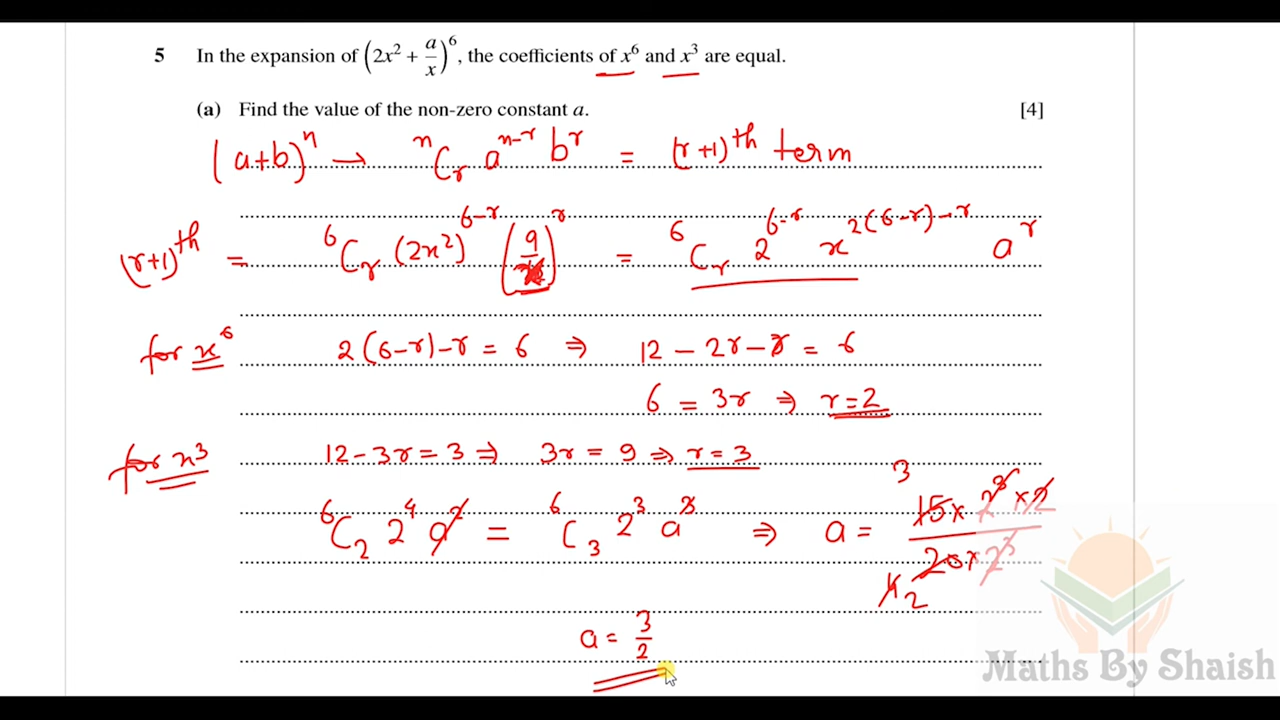 5 In the expansion of (2x² + a/x)⁶, the coefficients of x⁶ and x³ are equal.
(a) Find the value of the non-zero constant a. [4]
(a+b)ⁿ → ⁿCᵣ aⁿ⁻ʳ bʳ = (r+1)th term
(r+1)th = ⁶Cᵣ (2x²)⁶⁻ʳ (a/x)ʳ = ⁶Cᵣ 2⁶⁻ʳ x²⁽⁶⁻ʳ⁾⁻ʳ aʳ
for x⁶ 2(6-r)-r = 6 ⇒ 12 - 2r - r = 6
6 = 3r ⇒ r = 2
for x³ 12-3r = 3 ⇒ 3r = 9 ⇒ r = 3
⁶C₂ 2⁴ a² = ⁶C₃ 2³ a³ ⇒ a = 3 15 x 2³ x 2 / 20 x 2³ 4 2
a = 3/2
Maths By Shaish